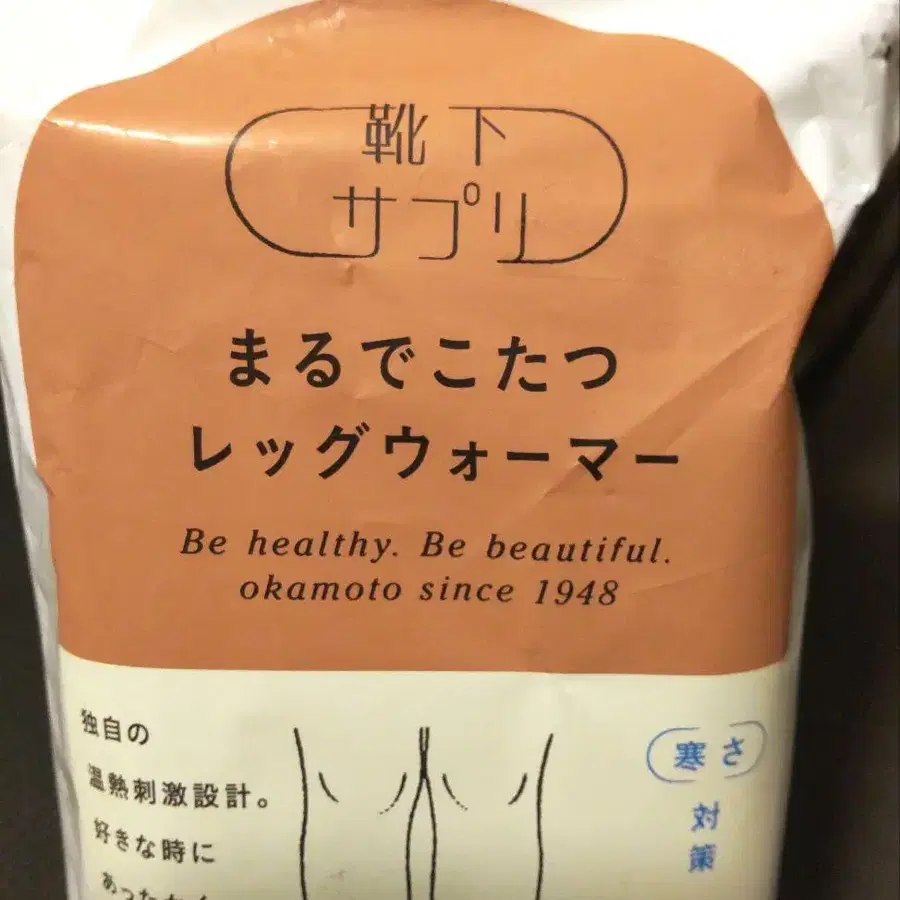 靴下
サプリ
まるでこたつ
レッグウォーマー
Be healthy. Be beautiful.
okamoto since 1948
独自の
温熱刺激設計。
好きな時に
寒さ
対策